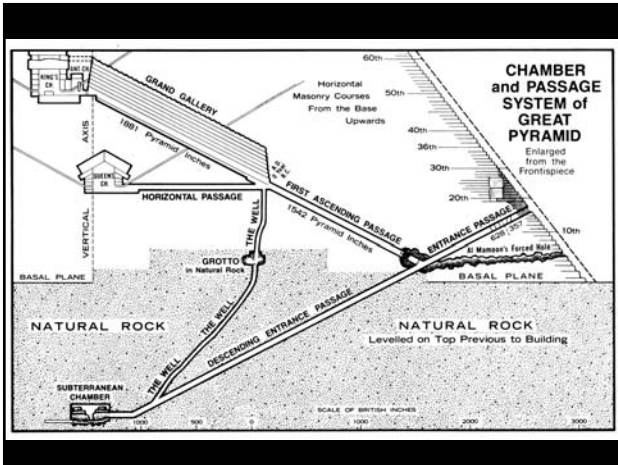 CHAMBER
and PASSAGE
SYSTEM of
GREAT
PYRAMID
Enlarged
from the
Frontispiece
Horizontal
Masonry Courses
From the Base
Upwards
60th
50th
40th
36th
30th
20th
10th
KING'S
CH.
ANT. CH.
GRAND GALLERY
1881 Pyramid Inches
AXIS
VERTICAL
QUEEN'S
CH.
HORIZONTAL PASSAGE
FIRST ASCENDING PASSAGE
1542 Pyramid Inches
ENTRANCE PASSAGE
Al Mamoon's Forced Hole
THE WELL
GROTTO
in Natural Rock
BASAL PLANE
BASAL PLANE
NATURAL ROCK
NATURAL ROCK
Levelled on Top Previous to Building
THE WELL
DESCENDING ENTRANCE PASSAGE
THE WELL
SUBTERRANEAN
CHAMBER
SCALE OF BRITISH INCHES
1000 500 0 1000 2000 3000